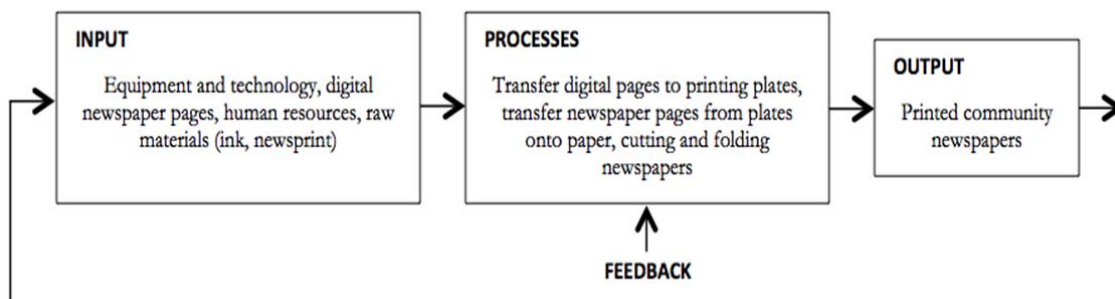 INPUT
Equipment and technology, digital
newspaper pages, human resources, raw
materials (ink, newsprint)
PROCESSES
Transfer digital pages to printing plates,
transfer newspaper pages from plates
onto paper, cutting and folding
newspapers
OUTPUT
Printed community
newspapers
FEEDBACK